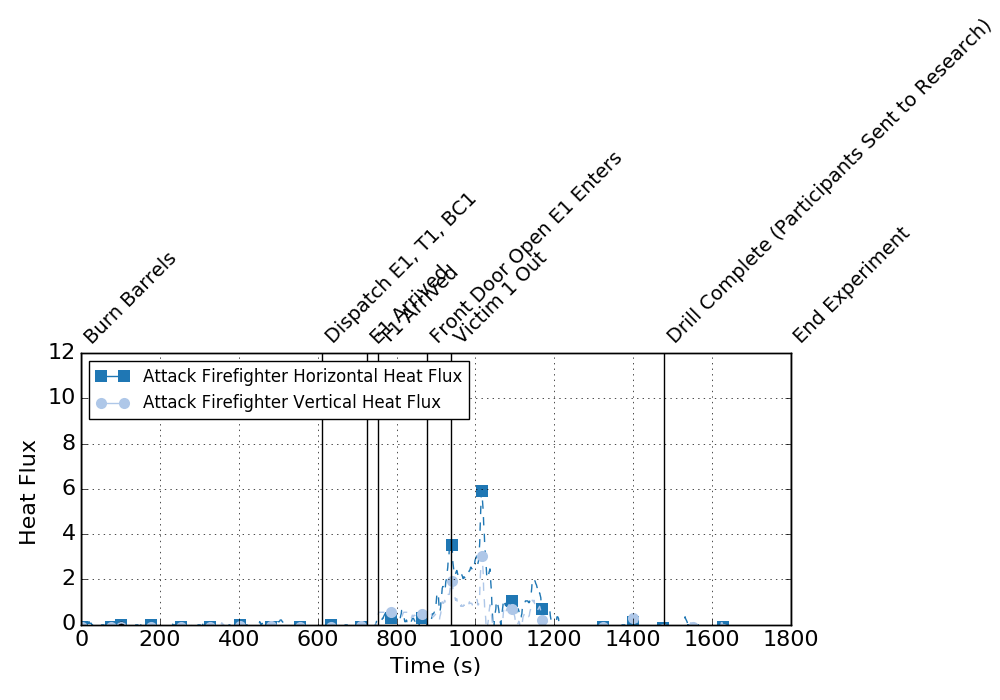 Burn Barrels
Dispatch E1, T1, BC1
E1 Arrived
T1 Arrived
Front Door Open E1 Enters
Victim 1 Out
Drill Complete (Participants Sent to Research)
End Experiment
12
10
8
6
4
2
0
Heat Flux
Attack Firefighter Horizontal Heat Flux
Attack Firefighter Vertical Heat Flux
0 200 400 600 800 1000 1200 1400 1600 1800
Time (s)